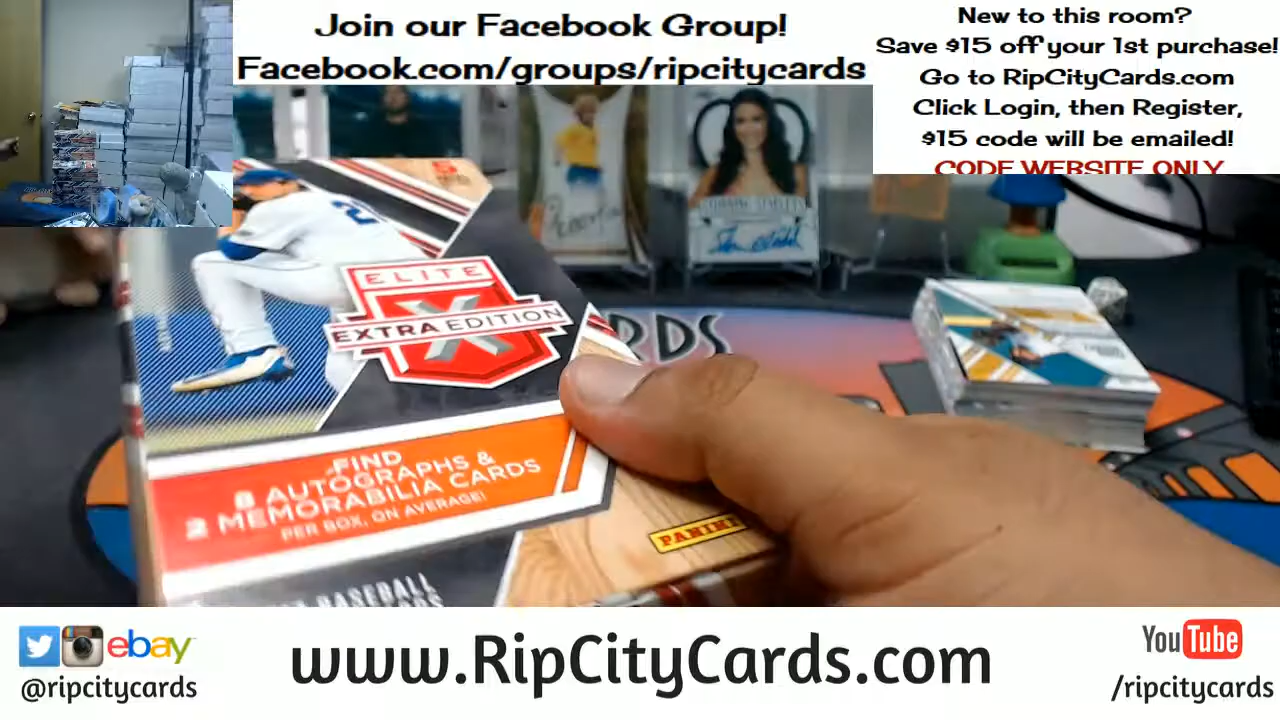 Join our Facebook Group!
Facebook.com/groups/ripcitycards
New to this room?
Save $15 off your 1st purchase!
Go to RipCityCards.com
Click Login, then Register,
$15 code will be emailed!
CODE WEBSITE ONLY
ELITE
EXTRA EDITION
X
FIND
8 AUTOGRAPHS &
2 MEMORABILIA CARDS
PER BOX, ON AVERAGE!
PANINI
BASEBALL
RDS
ebay
@ripcitycards
www.RipCityCards.com
YouTube
/ripcitycards